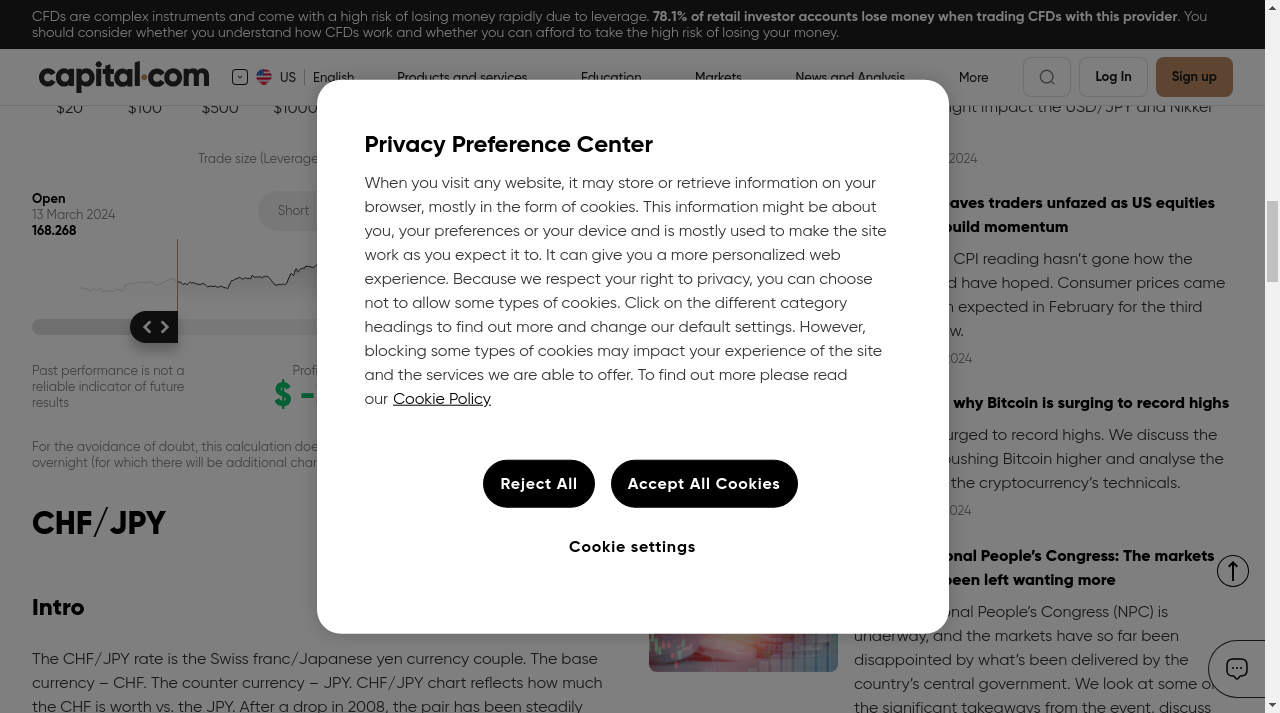 CFDs are complex instruments and come with a high risk of losing money rapidly due to leverage. 78.1% of retail investor accounts lose money when trading CFDs with this provider. You
should consider whether you understand how CFDs work and whether you can afford to take the high risk of losing your money.
capital.com
US English Products and services Education Markets News and Analysis More Log In Sign up
$20 $100 $500 $1000
Trade size (Leverage
Open
13 March 2024
168.268
Short
Past performance is not a
reliable indicator of future
results
$ -
For the avoidance of doubt, this calculation
overnight (for which there will be additional
CHF/JPY
Intro
The CHF/JPY rate is the Swiss franc/Japanese yen currency couple. The base
currency – CHF. The counter currency – JPY. CHF/JPY chart reflects how much
the CHF is worth vs. the JPY. After a drop in 2008, the pair has been steadily
Privacy Preference Center
When you visit any website, it may store or retrieve information on your
browser, mostly in the form of cookies. This information might be about
you, your preferences or your device and is mostly used to make the site
work as you expect it to. It can give you a more personalized web
experience. Because we respect your right to privacy, you can choose
not to allow some types of cookies. Click on the different category
headings to find out more and change our default settings. However,
blocking some types of cookies may impact your experience of the site
and the services we are able to offer. To find out more please read
our Cookie Policy
Reject All Accept All Cookies
Cookie settings
impact the USD/JPY and Nikkei
2024
traders unfazed as US equities
momentum
CPI reading hasn’t gone how the
have hoped. Consumer prices came
expected in February for the third
why Bitcoin is surging to record highs
to record highs. We discuss the
Bitcoin higher and analyse the
the cryptocurrency’s technicals.
People’s Congress: The markets
been left wanting more
People’s Congress (NPC) is
underway, and the markets have so far been
disappointed by what’s been delivered by the
country’s central government. We look at some
the significant takeaways from the event, discuss